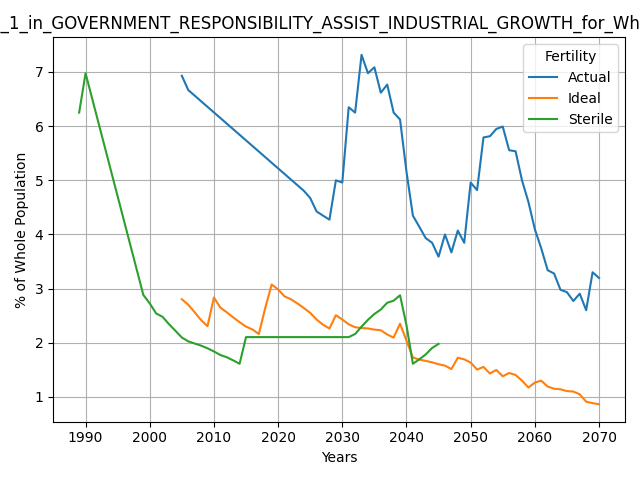 _1_in_GOVERNMENT_RESPONSIBILITY_ASSIST_INDUSTRIAL_GROWTH_for_Wh
Fertility
Actual
Ideal
Sterile
% of Whole Population
7
6
5
4
3
2
1
1990 2000 2010 2020 2030 2040 2050 2060 2070
Years